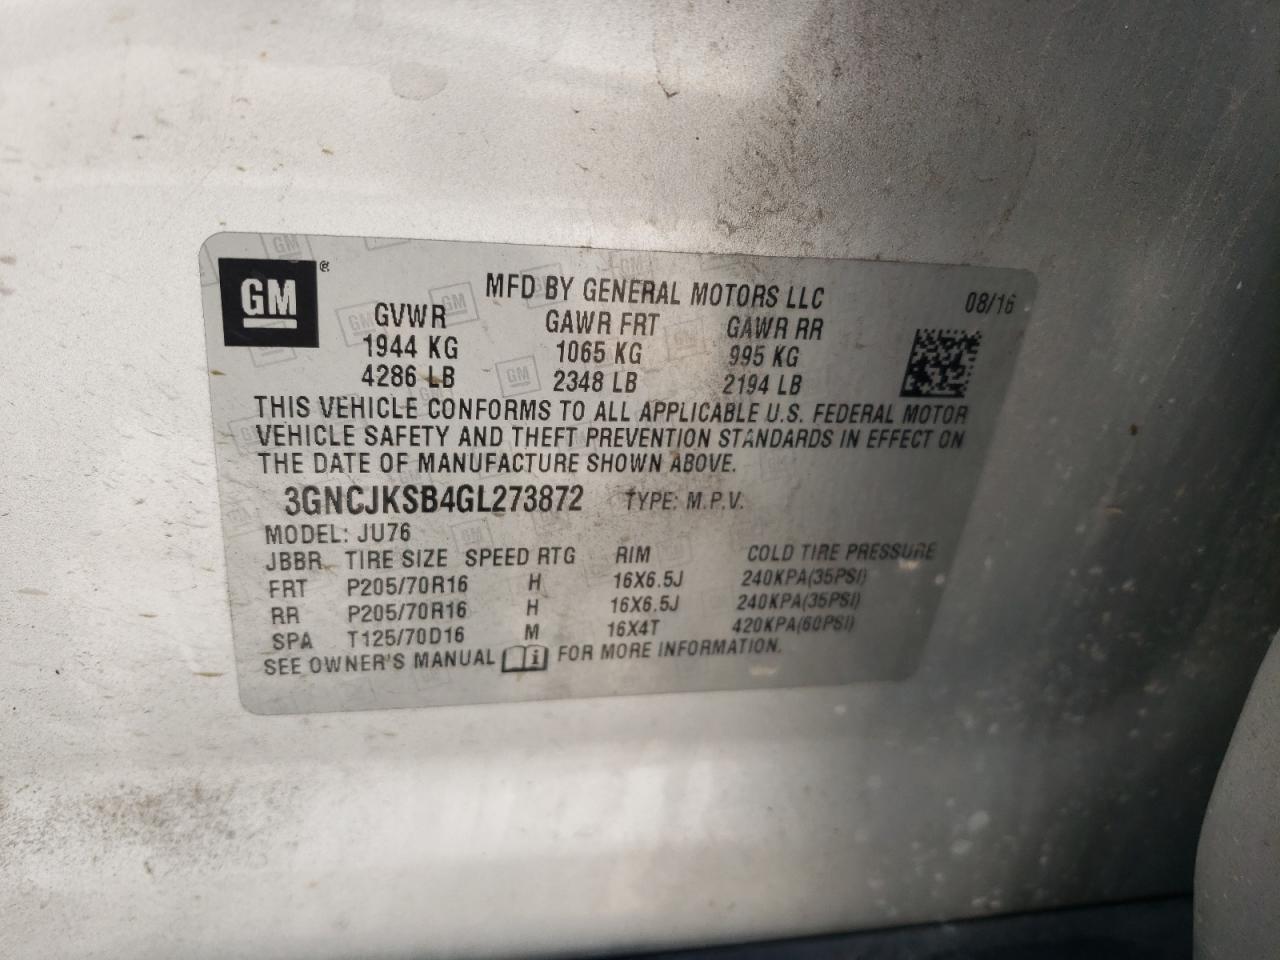 GM ®
MFD BY GENERAL MOTORS LLC 08/16
GVWR GAWR FRT GAWR RR
1944 KG 1065 KG 995 KG
4286 LB 2348 LB 2194 LB
THIS VEHICLE CONFORMS TO ALL APPLICABLE U.S. FEDERAL MOTOR
VEHICLE SAFETY AND THEFT PREVENTION STANDARDS IN EFFECT ON
THE DATE OF MANUFACTURE SHOWN ABOVE.
3GNCJKSB4GL273872 TYPE: M.P.V.
MODEL: JU76
JBBR TIRE SIZE SPEED RTG RIM COLD TIRE PRESSURE
FRT P205/70R16 H 16X6.5J 240KPA(35PSI)
RR P205/70R16 H 16X6.5J 240KPA(35PSI)
SPA T125/70D16 M 16X4T 420KPA(60PSI)
SEE OWNER'S MANUAL i FOR MORE INFORMATION.